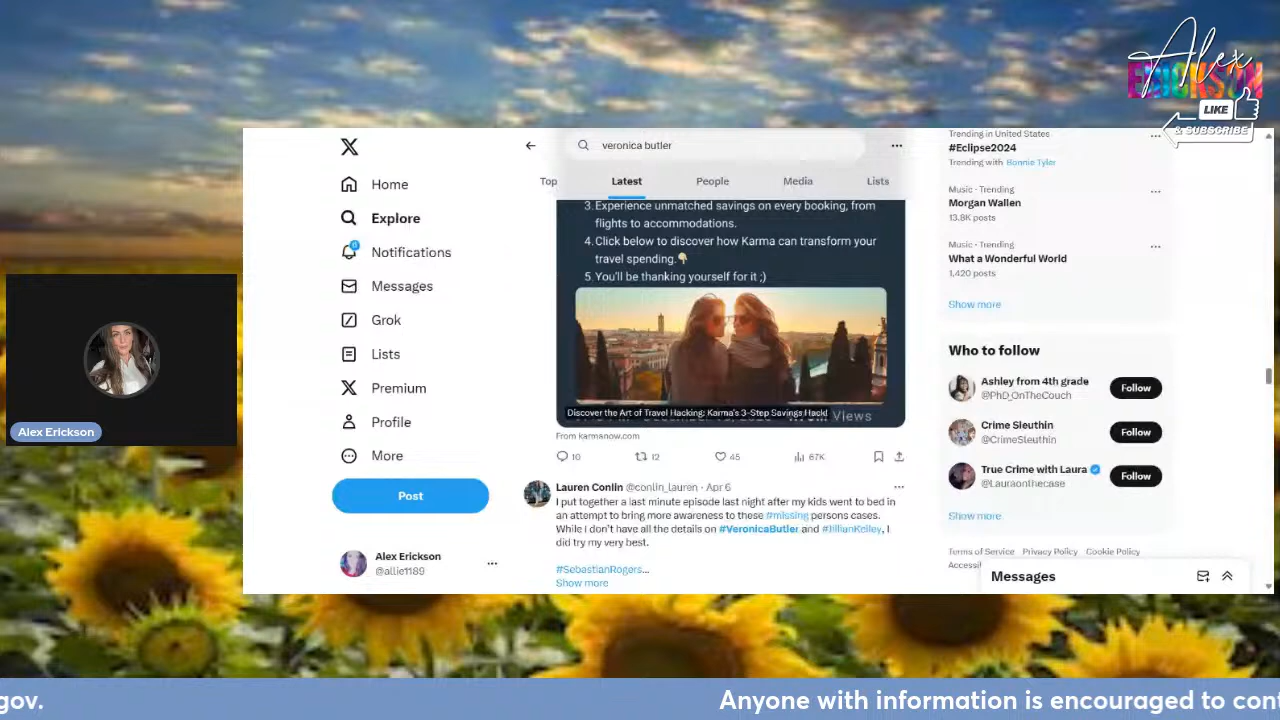 Alex
ERICKSON
LIKE
& SUBSCRIBE
Alex Erickson
Home
Explore
Notifications
Messages
Grok
Lists
Premium
Profile
More
Post
Alex Erickson
@allie1189
veronica butler
Top
Latest
People
Media
Lists
3. Experience unmatched savings on every booking, from
flights to accommodations.
4. Click below to discover how Karma can transform your
travel spending.👇
5. You'll be thanking yourself for it ;)
Discover the Art of Travel Hacking: Karma's 3-Step Savings Hack!
Views
From karmanow.com
10
12
45
67K
Lauren Conlin @conlin_lauren · Apr 6
I put together a last minute episode last night after my kids went to bed in
an attempt to bring more awareness to these #missing persons cases.
While I don't have all the details on #VeronicaButler and #JillianKelley, I
did try my very best.
#SebastianRogers...
Show more
Trending in United States
#Eclipse2024
Trending with Bonnie Tyler
Music · Trending
Morgan Wallen
13.8K posts
Music · Trending
What a Wonderful World
1,420 posts
Show more
Who to follow
Ashley from 4th grade
@PhD_OnTheCouch
Follow
Crime Sleuthin
@CrimeSleuthin
Follow
True Crime with Laura
@Lauraonthecase
Follow
Show more
Terms of Service Privacy Policy Cookie Policy
Messages
gov.
Anyone with information is encouraged to